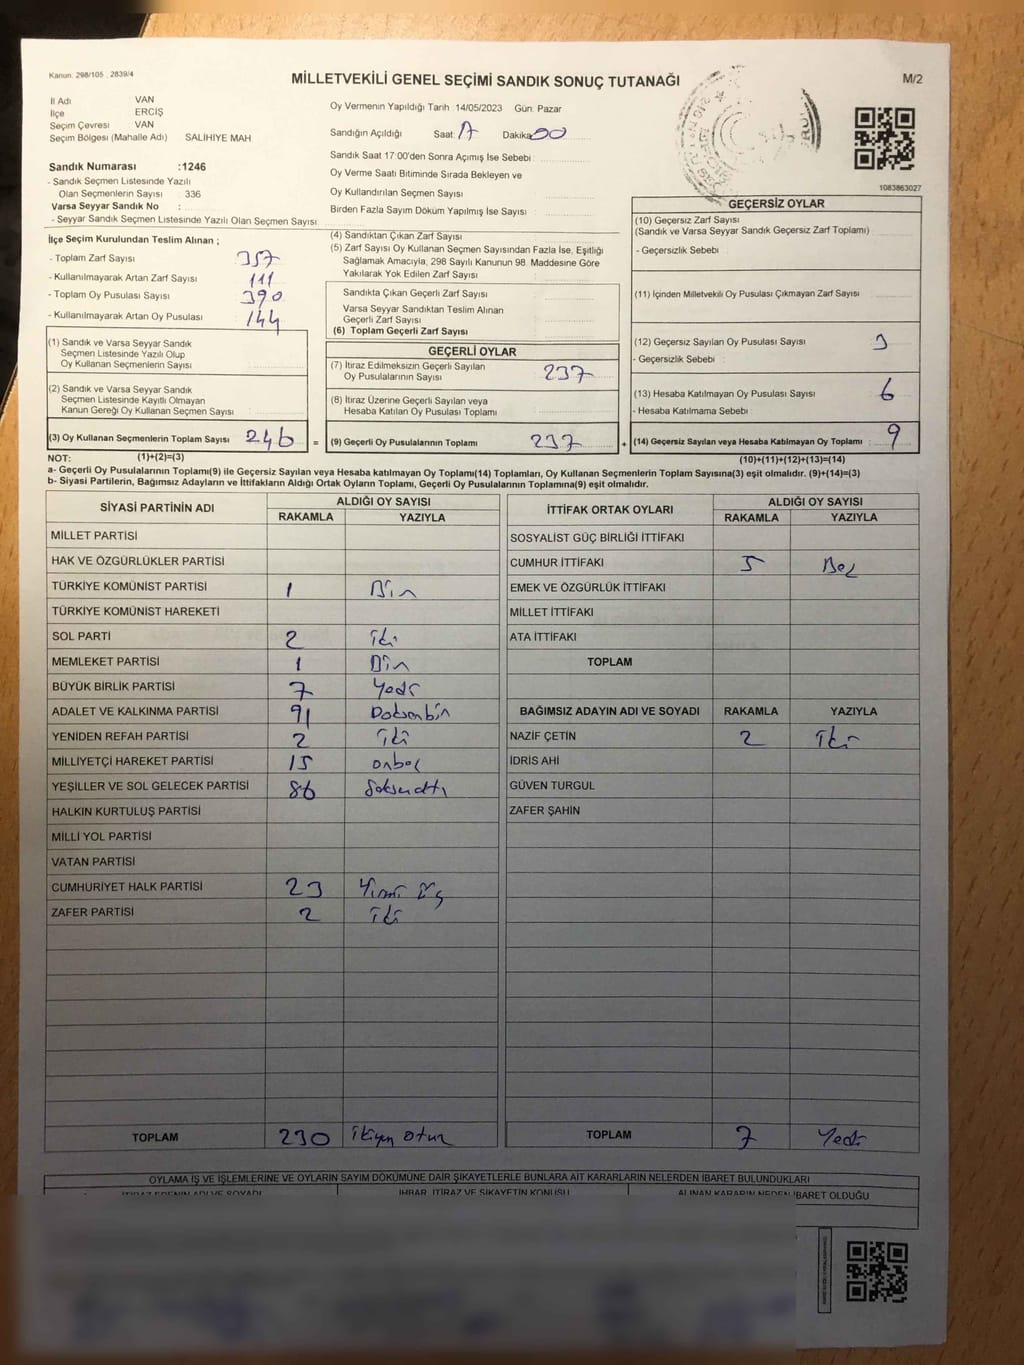 Kanun: 298/105 , 2839/4
MİLLETVEKİLİ GENEL SEÇİMİ SANDIK SONUÇ TUTANAĞI
M/2
İl Adı VAN
İlçe ERCİŞ
Seçim Çevresi VAN
Seçim Bölgesi (Mahalle Adı) SALİHİYE MAH
Sandık Numarası :1246
- Sandık Seçmen Listesinde Yazılı
Olan Seçmenlerin Sayısı : 336
Varsa Seyyar Sandık No :
- Seyyar Sandık Seçmen Listesinde Yazılı Olan Seçmen Sayısı
Oy Vermenin Yapıldığı Tarih: 14/05/2023 Gün: Pazar
Sandığın Açıldığı Saat: 17 Dakika: 00
Sandık Saat 17:00'den Sonra Açımış İse Sebebi :
Oy Verme Saati Bitiminde Sırada Bekleyen ve
Oy Kullandırılan Seçmen Sayısı :
Birden Fazla Sayım Döküm Yapılmış İse Sayısı :
1083863027
İlçe Seçim Kurulundan Teslim Alınan ;
- Toplam Zarf Sayısı : 357
- Kullanılmayarak Artan Zarf Sayısı : 111
- Toplam Oy Pusulası Sayısı : 390
- Kullanılmayarak Artan Oy Pusulası : 144
(1) Sandık ve Varsa Seyyar Sandık
Seçmen Listesinde Yazılı Olup
Oy Kullanan Seçmenlerin Sayısı :
(2) Sandık ve Varsa Seyyar Sandık
Seçmen Listesinde Kayıtlı Olmayan
Kanun Gereği Oy Kullanan Seçmen Sayısı :
(3) Oy Kullanan Seçmenlerin Toplam Sayısı : 246
(4) Sandıktan Çıkan Zarf Sayısı :
(5) Zarf Sayısı Oy Kullanan Seçmen Sayısından Fazla İse, Eşitliği
Sağlamak Amacıyla, 298 Sayılı Kanunun 98. Maddesine Göre
Yakılarak Yok Edilen Zarf Sayısı :
Sandıkta Çıkan Geçerli Zarf Sayısı :
Varsa Seyyar Sandıktan Teslim Alınan
Geçerli Zarf Sayısı :
(6) Toplam Geçerli Zarf Sayısı :
GEÇERLİ OYLAR
(7) İtiraz Edilmeksizin Geçerli Sayılan
Oy Pusulalarının Sayısı : 237
(8) İtiraz Üzerine Geçerli Sayılan veya
Hesaba Katılan Oy Pusulası Toplamı :
= (9) Geçerli Oy Pusulalarının Toplamı : 237
GEÇERSİZ OYLAR
(10) Geçersiz Zarf Sayısı
(Sandık ve Varsa Seyyar Sandık Geçersiz Zarf Toplamı)
- Geçersizlik Sebebi :
(11) İçinden Milletvekili Oy Pusulası Çıkmayan Zarf Sayısı :
(12) Geçersiz Sayılan Oy Pusulası Sayısı : 3
- Geçersizlik Sebebi :
(13) Hesaba Katılmayan Oy Pusulası Sayısı : 6
- Hesaba Katılmama Sebebi :
+ (14) Geçersiz Sayılan veya Hesaba Katılmayan Oy Toplamı : 9
NOT: (1)+(2)=(3) (10)+(11)+(12)+(13)=(14)
a- Geçerli Oy Pusulalarının Toplamı(9) ile Geçersiz Sayılan veya Hesaba katılmayan Oy Toplamı(14) Toplamları, Oy Kullanan Seçmenlerin Toplam Sayısına(3) eşit olmalıdır. (9)+(14)=(3)
b- Siyasi Partilerin, Bağımsız Adayların ve İttifakların Aldığı Ortak Oyların Toplamı, Geçerli Oy Pusulalarının Toplamına(9) eşit olmalıdır.
SİYASİ PARTİNİN ADI ALDIĞI OY SAYISI
RAKAMLA YAZIYLA
MİLLET PARTİSİ
HAK VE ÖZGÜRLÜKLER PARTİSİ
TÜRKİYE KOMÜNİST PARTİSİ 1 Bir
TÜRKİYE KOMÜNİST HAREKETİ
SOL PARTİ 2 iki
MEMLEKET PARTİSİ 1 Bir
BÜYÜK BİRLİK PARTİSİ 7 Yedi
ADALET VE KALKINMA PARTİSİ 91 Doksanbir
YENİDEN REFAH PARTİSİ 2 iki
MİLLİYETÇİ HAREKET PARTİSİ 15 onbeş
YEŞİLLER VE SOL GELECEK PARTİSİ 86 Seksenaltı
HALKIN KURTULUŞ PARTİSİ
MİLLİ YOL PARTİSİ
VATAN PARTİSİ
CUMHURİYET HALK PARTİSİ 23 Yirmi üç
ZAFER PARTİSİ 2 iki
TOPLAM 230 ikiyüz otuz
İTTİFAK ORTAK OYLARI ALDIĞI OY SAYISI
RAKAMLA YAZIYLA
SOSYALİST GÜÇ BİRLİĞİ İTTİFAKI
CUMHUR İTTİFAKI 5 Beş
EMEK VE ÖZGÜRLÜK İTTİFAKI
MİLLET İTTİFAKI
ATA İTTİFAKI
TOPLAM
BAĞIMSIZ ADAYIN ADI VE SOYADI RAKAMLA YAZIYLA
NAZİF ÇETİN 2 iki
İDRİS AHİ
GÜVEN TURGUL
ZAFER ŞAHİN
TOPLAM 7 Yedi
OYLAMA İŞ VE İŞLEMLERİNE VE OYLARIN SAYIM DÖKÜMÜNE DAİR ŞİKAYETLERLE BUNLARA AİT KARARLARIN NELERDEN İBARET BULUNDUKLARI
İTİRAZ EDENİN ADI VE SOYADI İHBAR, İTİRAZ VE ŞİKAYETİN KONUSU ALINAN KARARIN NEDEN İBARET OLDUĞU